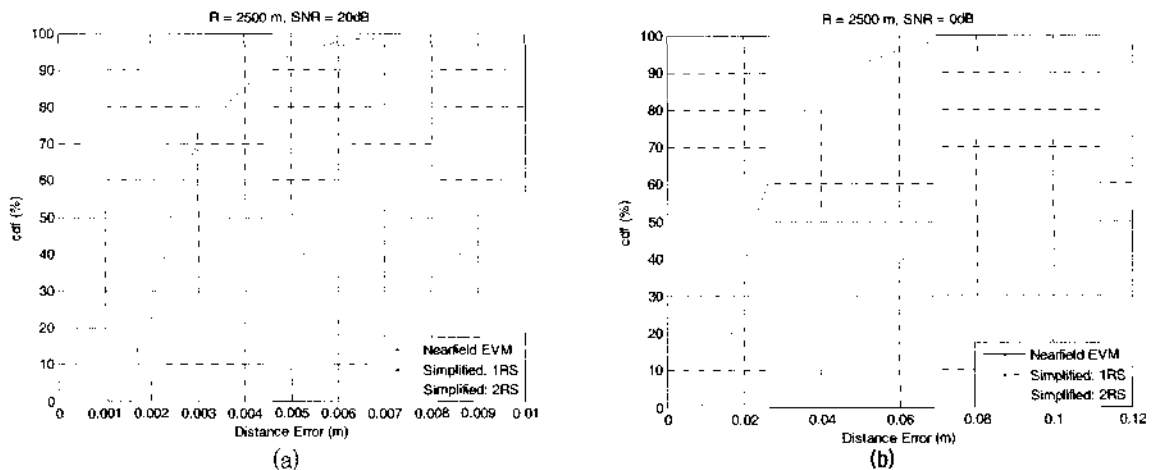 R = 2500 m, SNR = 20dB
100
90
80
70
60
50
40
30
20
10
0
cdf (%)
Nearfield EVM
Simplified: 1RS
Simplified: 2RS
0 0.001 0.002 0.003 0.004 0.005 0.006 0.007 0.008 0.009 0.01
Distance Error (m)
(a)
R = 2500 m, SNR = 0dB
100
90
80
70
60
50
40
30
20
10
0
cdf (%)
Nearfield EVM
Simplified: 1RS
Simplified: 2RS
0 0.02 0.04 0.06 0.08 0.1 0.12
Distance Error (m)
(b)